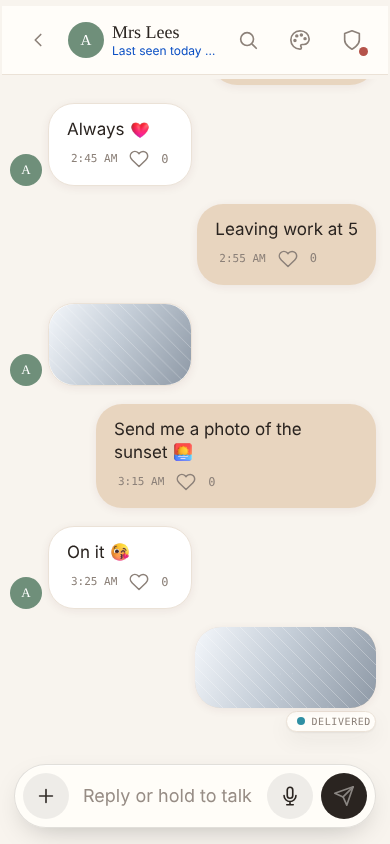 A
Mrs Lees
Last seen today ...
Always ❤️
2:45 AM 0
A
Leaving work at 5
2:55 AM 0
A
Send me a photo of the
sunset 🌅
3:15 AM 0
On it 😘
3:25 AM 0
A
DELIVERED
Reply or hold to talk